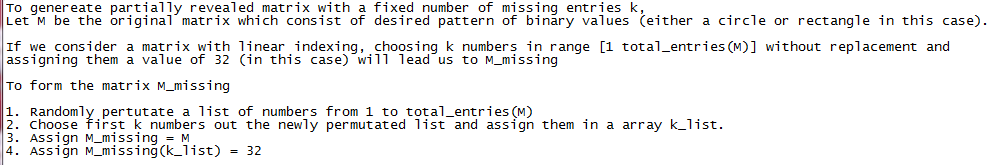 To genereate partially revealed matrix with a fixed number of missing entries k,
Let M be the original matrix which consist of desired pattern of binary values (either a circle or rectangle in this case).
If we consider a matrix with linear indexing, choosing k numbers in range [1 total_entries(M)] without replacement and
assigning them a value of 32 (in this case) will lead us to M_missing
To form the matrix M_missing
1. Randomly pertutate a list of numbers from 1 to total_entries(M)
2. Choose first k numbers out the newly permutated list and assign them in a array k_list.
3. Assign M_missing = M
4. Assign M_missing(k_list) = 32